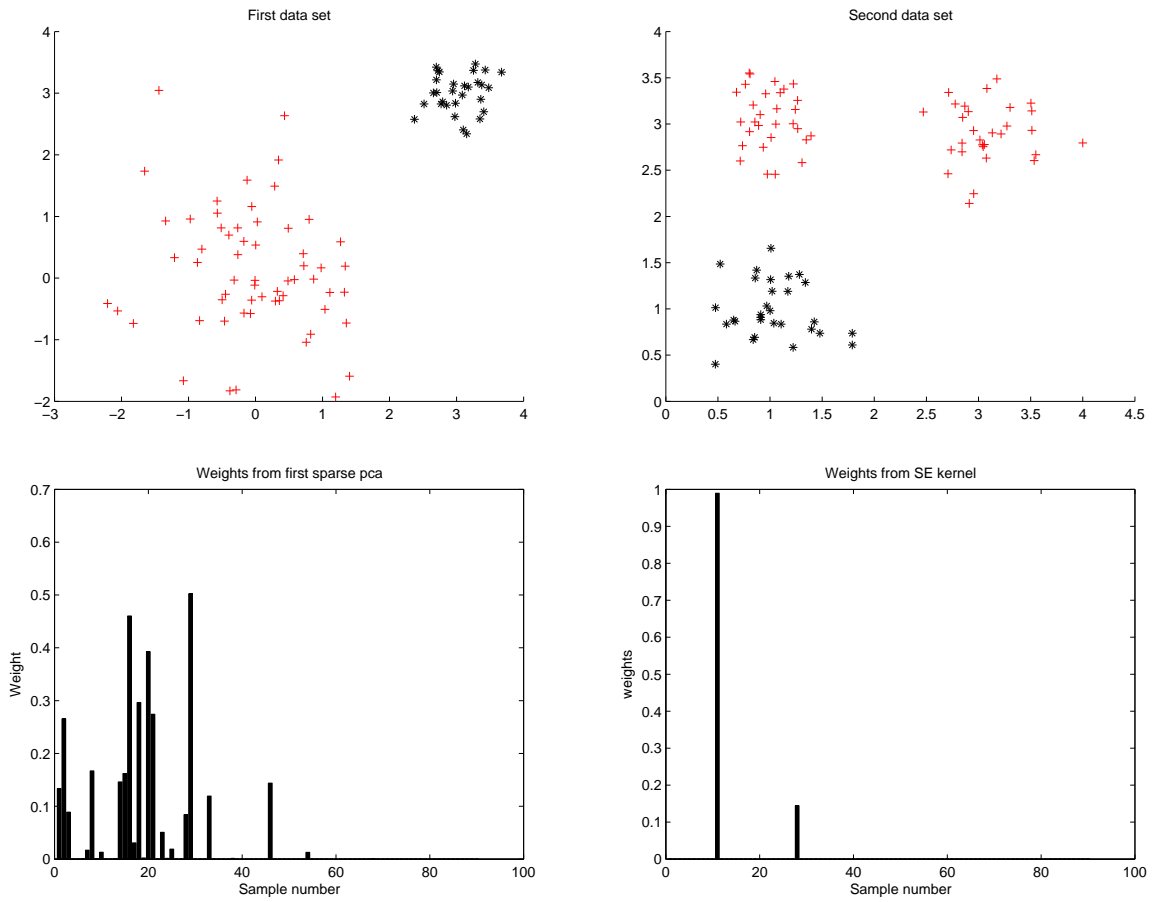 First data set
4
3
2
1
0
−1
−2
−3 −2 −1 0 1 2 3 4
Second data set
4
3.5
3
2.5
2
1.5
1
0.5
0
0 0.5 1 1.5 2 2.5 3 3.5 4 4.5
Weights from first sparse pca
Weight
0.7
0.6
0.5
0.4
0.3
0.2
0.1
0
0 20 40 60 80 100
Sample number
Weights from SE kernel
weights
1
0.9
0.8
0.7
0.6
0.5
0.4
0.3
0.2
0.1
0
0 20 40 60 80 100
Sample number